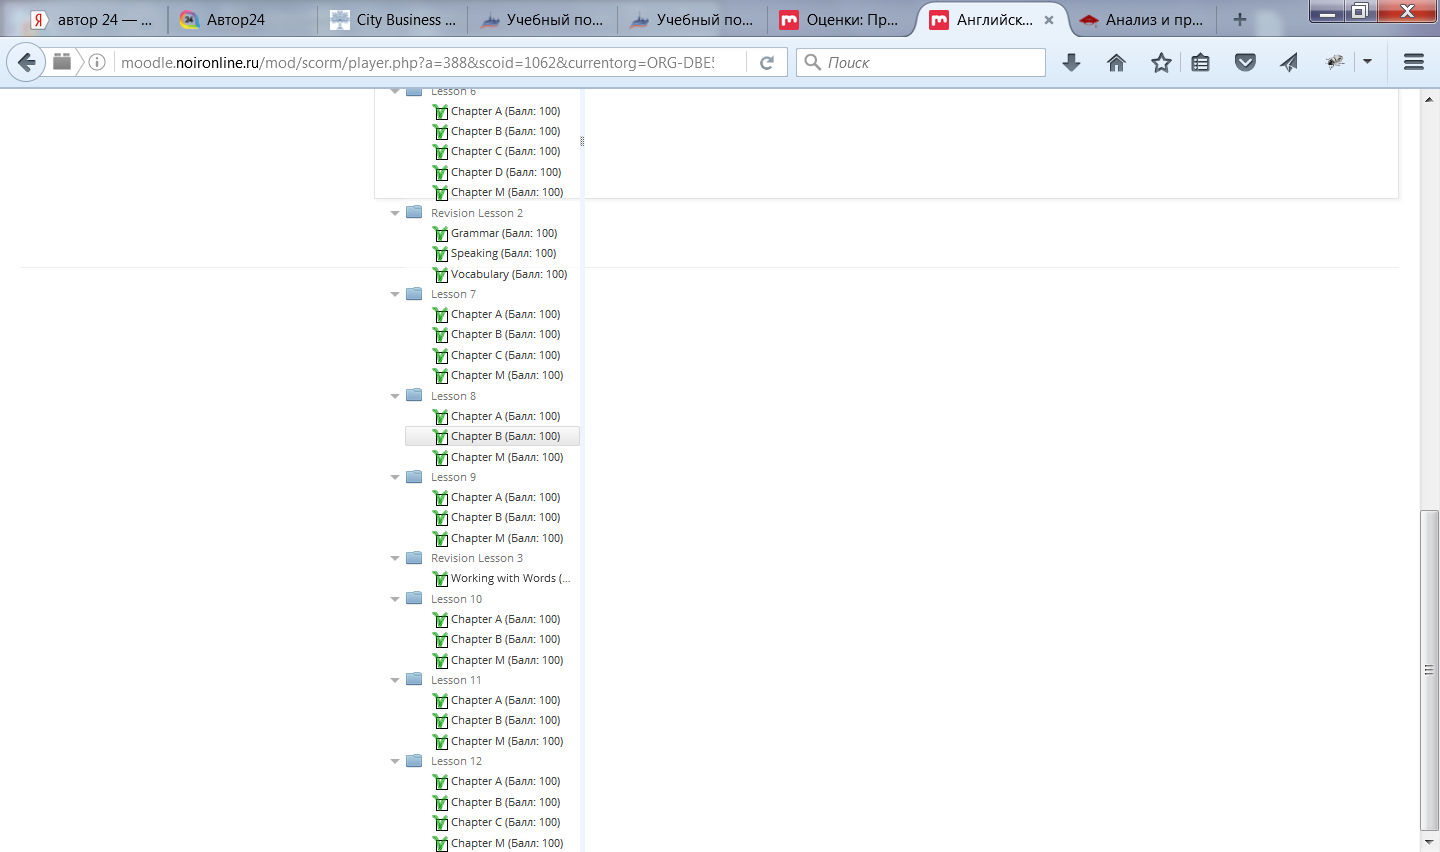 автор 24 — ...
Автор24
City Business ...
Учебный по...
Учебный по...
Оценки: Пр...
Английск...
Анализ и пр...
moodle.noironline.ru/mod/scorm/player.php?a=388&scoid=1062&currentorg=ORG-DBE!
Поиск
Lesson 6
Chapter A (Балл: 100)
Chapter B (Балл: 100)
Chapter C (Балл: 100)
Chapter D (Балл: 100)
Chapter M (Балл: 100)
Revision Lesson 2
Grammar (Балл: 100)
Speaking (Балл: 100)
Vocabulary (Балл: 100)
Lesson 7
Chapter A (Балл: 100)
Chapter B (Балл: 100)
Chapter C (Балл: 100)
Chapter M (Балл: 100)
Lesson 8
Chapter A (Балл: 100)
Chapter B (Балл: 100)
Chapter M (Балл: 100)
Lesson 9
Chapter A (Балл: 100)
Chapter B (Балл: 100)
Chapter M (Балл: 100)
Revision Lesson 3
Working with Words (...
Lesson 10
Chapter A (Балл: 100)
Chapter B (Балл: 100)
Chapter M (Балл: 100)
Lesson 11
Chapter A (Балл: 100)
Chapter B (Балл: 100)
Chapter M (Балл: 100)
Lesson 12
Chapter A (Балл: 100)
Chapter B (Балл: 100)
Chapter C (Балл: 100)
Chapter M (Балл: 100)